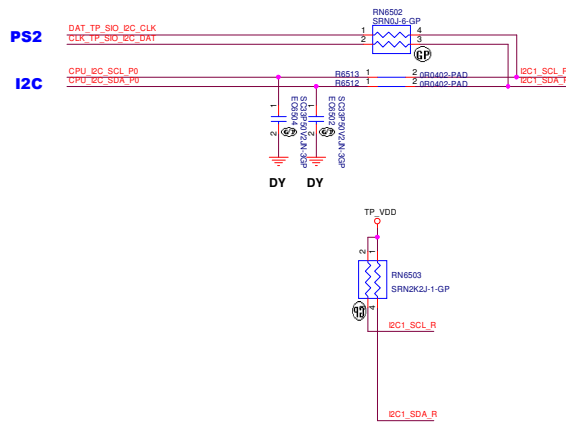 RN6502
SRN0J-6-GP
PS2
DAT_TP_SIO_I2C_CLK
CLK_TP_SIO_I2C_DAT
1
2
4
3
GP
I2C
CPU_I2C_SCL_P0
CPU_I2C_SDA_P0
R6513
R6512
1
1
2
2
0R0402-PAD
0R0402-PAD
I2C1_SCL_R
I2C1_SDA_R
1
2
EC6504
SC33P50V2JN-3GP
1
2
EC6502
SC33P50V2JN-3GP
DY
DY
TP_VDD
2
1
RN6503
SRN2K2J-1-GP
4
I2C1_SCL_R
I2C1_SDA_R